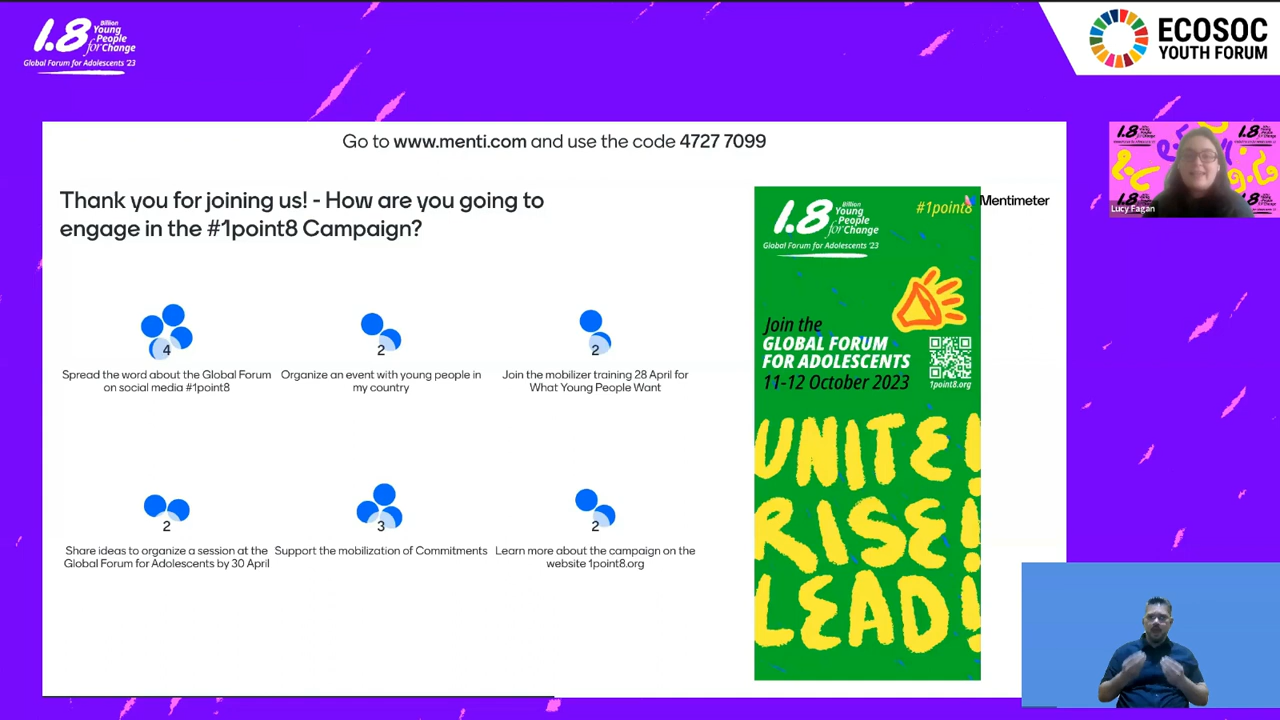 1.8 Billion
Young
People
for Change
Global Forum for Adolescents '23
ECOSOC
YOUTH FORUM
Go to www.menti.com and use the code 4727 7099
Thank you for joining us! - How are you going to
engage in the #1point8 Campaign?
4
Spread the word about the Global Forum
on social media #1point8
2
Organize an event with young people in
my country
2
Join the mobilizer training 28 April for
What Young People Want
2
Share ideas to organize a session at the
Global Forum for Adolescents by 30 April
3
Support the mobilization of Commitments
2
Learn more about the campaign on the
website 1point8.org
1.8 Billion
Young
People
for Change
Global Forum for Adolescents '23
#1point8
Mentimeter
Join the
GLOBAL FORUM
FOR ADOLESCENTS
11-12 October 2023
1point8.org
UNITE!
RISE!
LEAD!
1.8
1.8
Lucy Fagan